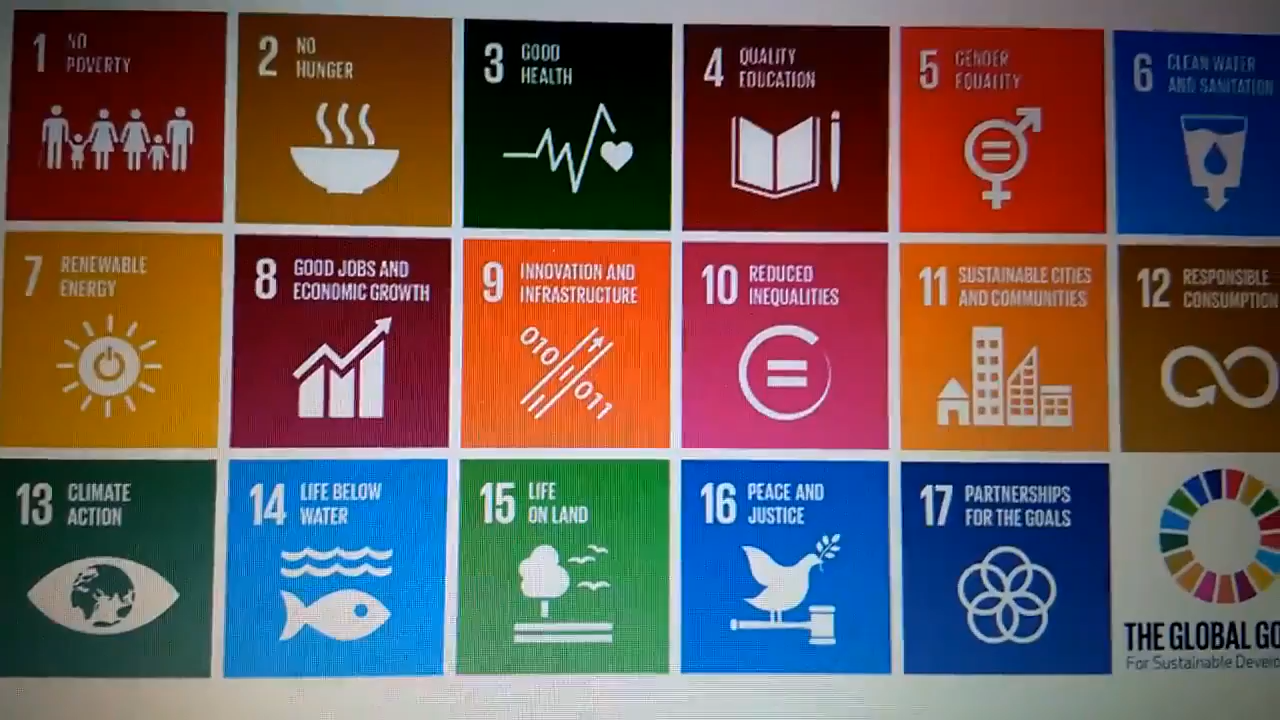 1 NO
POVERTY
2 NO
HUNGER
3 GOOD
HEALTH
4 QUALITY
EDUCATION
5 GENDER
EQUALITY
6 CLEAN WATER
AND SANITATION
7 RENEWABLE
ENERGY
8 GOOD JOBS AND
ECONOMIC GROWTH
9 INNOVATION AND
INFRASTRUCTURE
010
011
10 REDUCED
INEQUALITIES
11 SUSTAINABLE CITIES
AND COMMUNITIES
12 RESPONSIBLE
CONSUMPTION
13 CLIMATE
ACTION
14 LIFE BELOW
WATER
15 LIFE
ON LAND
16 PEACE AND
JUSTICE
17 PARTNERSHIPS
FOR THE GOALS
THE GLOBAL GO
For Sustainable Develo